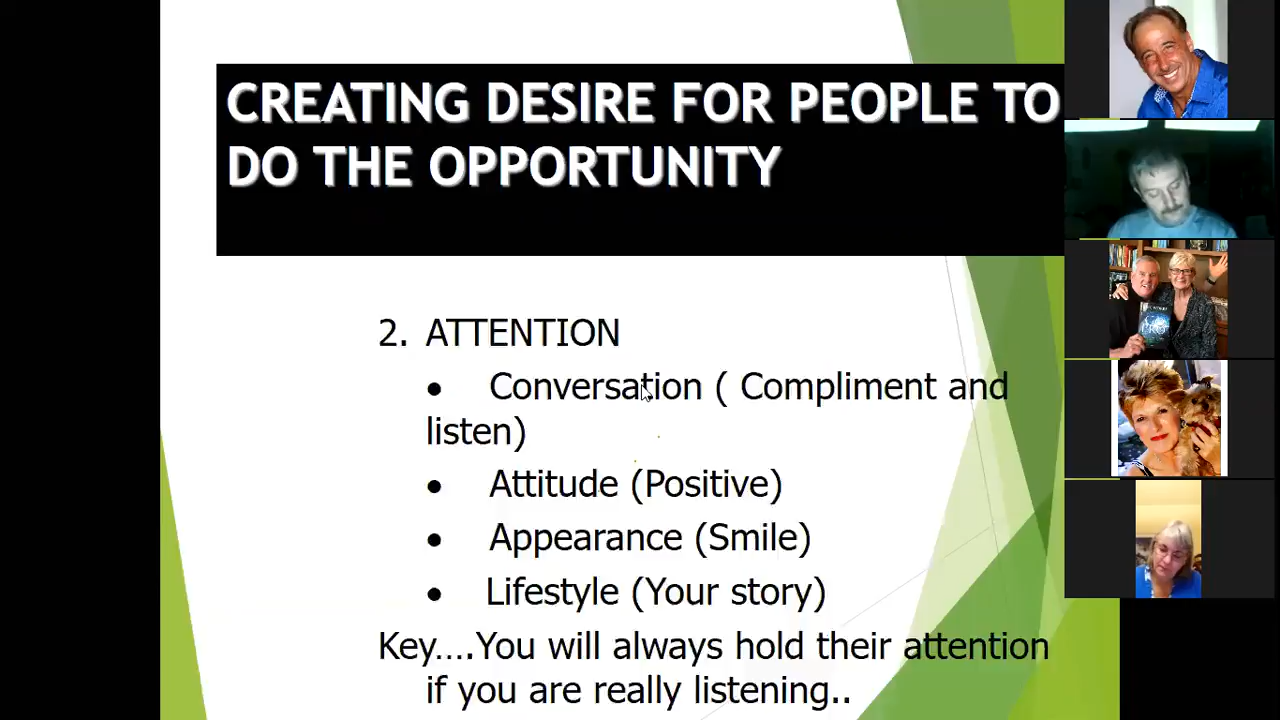 CREATING DESIRE FOR PEOPLE TO
DO THE OPPORTUNITY
2. ATTENTION
• Conversation ( Compliment and
listen)
• Attitude (Positive)
• Appearance (Smile)
• Lifestyle (Your story)
Key….You will always hold their attention
if you are really listening..